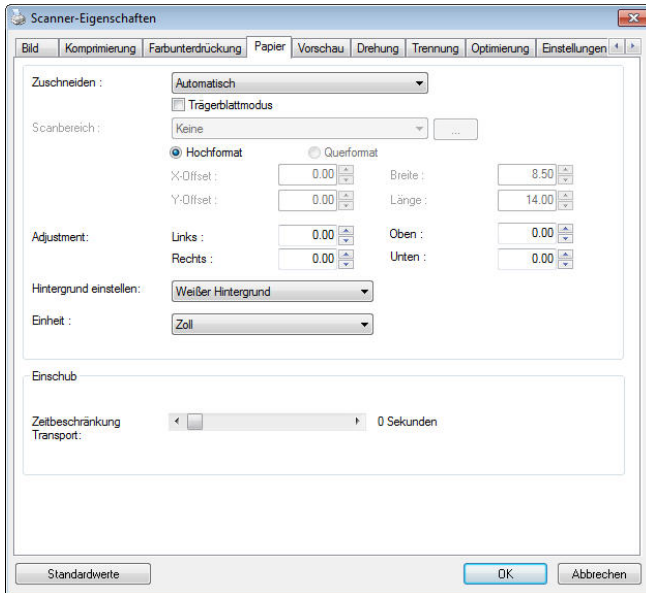 Scanner-Eigenschaften
Bild Komprimierung Farbunterdrückung Papier Vorschau Drehung Trennung Optimierung Einstellungen
Zuschneiden : Automatisch
Trägerblattmodus
Scanbereich : Keine ...
Hochformat Querformat
X-Offset : 0.00 Breite : 8.50
Y-Offset : 0.00 Länge : 14.00
Adjustment: Links : 0.00 Oben : 0.00
Rechts : 0.00 Unten : 0.00
Hintergrund einstellen: Weißer Hintergrund
Einheit : Zoll
Einschub
Zeitbeschränkung 0 Sekunden
Transport:
Standardwerte OK Abbrechen